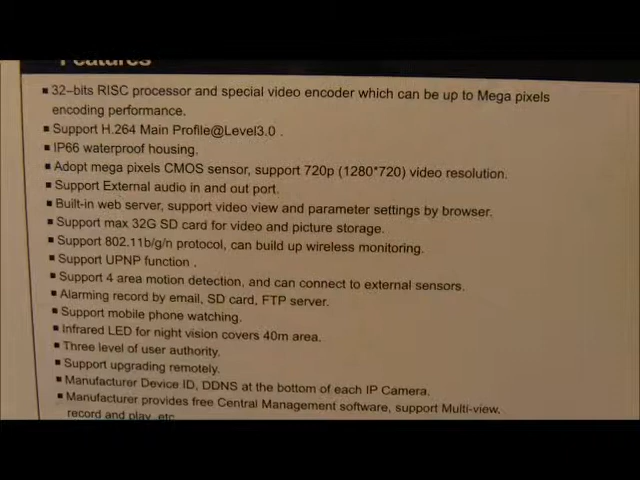 Features
▪ 32–bits RISC processor and special video encoder which can be up to Mega pixels
encoding performance.
▪ Support H.264 Main Profile@Level3.0 .
▪ IP66 waterproof housing.
▪ Adopt mega pixels CMOS sensor, support 720p (1280*720) video resolution.
▪ Support External audio in and out port.
▪ Built-in web server, support video view and parameter settings by browser.
▪ Support max 32G SD card for video and picture storage.
▪ Support 802.11b/g/n protocol, can build up wireless monitoring.
▪ Support UPNP function .
▪ Support 4 area motion detection, and can connect to external sensors.
▪ Alarming record by email, SD card, FTP server.
▪ Support mobile phone watching.
▪ Infrared LED for night vision covers 40m area.
▪ Three level of user authority.
▪ Support upgrading remotely.
▪ Manufacturer Device ID, DDNS at the bottom of each IP Camera.
▪ Manufacturer provides free Central Management software, support Multi-view,
record and play, etc